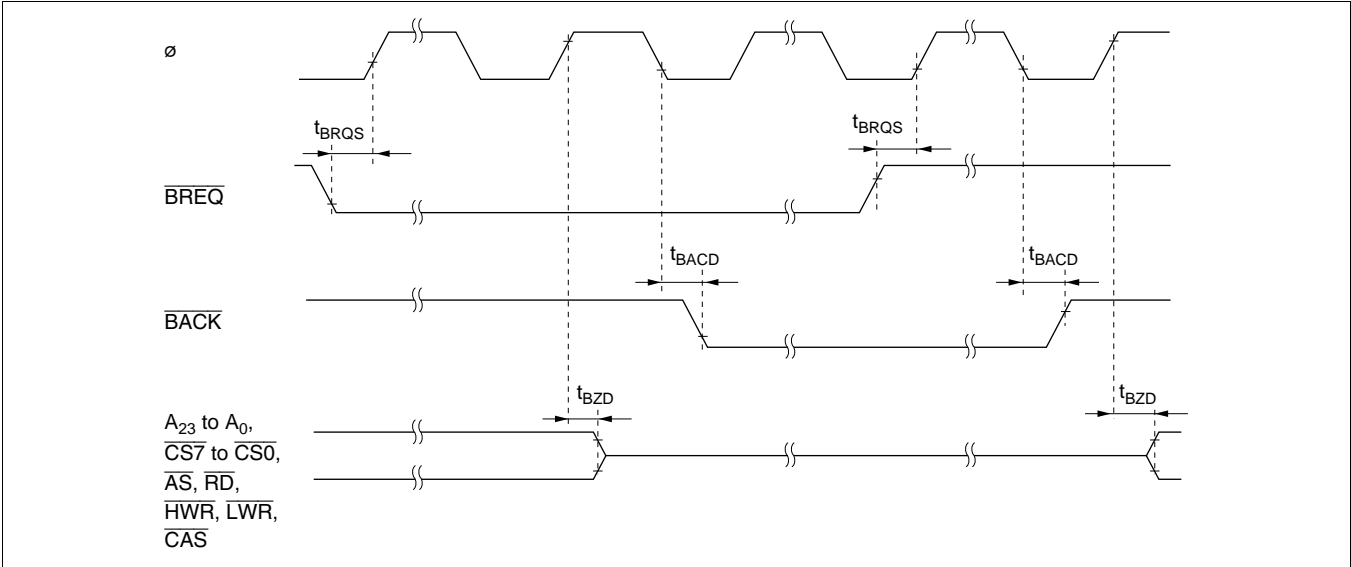 ø
tBRQS
tBRQS
BREQ
tBACD
tBACD
BACK
tBZD
tBZD
A23 to A0,
CS7 to CS0,
AS, RD,
HWR, LWR,
CAS